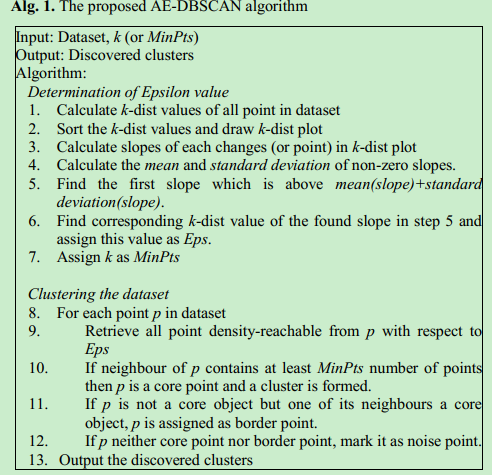 Alg. 1. The proposed AE-DBSCAN algorithm
Input: Dataset, k (or MinPts)
Output: Discovered clusters
Algorithm:
Determination of Epsilon value
1. Calculate k-dist values of all point in dataset
2. Sort the k-dist values and draw k-dist plot
3. Calculate slopes of each changes (or point) in k-dist plot
4. Calculate the mean and standard deviation of non-zero slopes.
5. Find the first slope which is above mean(slope)+standard
deviation(slope).
6. Find corresponding k-dist value of the found slope in step 5 and
assign this value as Eps.
7. Assign k as MinPts
Clustering the dataset
8. For each point p in dataset
9. Retrieve all point density-reachable from p with respect to
Eps
10. If neighbour of p contains at least MinPts number of points
then p is a core point and a cluster is formed.
11. If p is not a core object but one of its neighbours a core
object, p is assigned as border point.
12. If p neither core point nor border point, mark it as noise point.
13. Output the discovered clusters